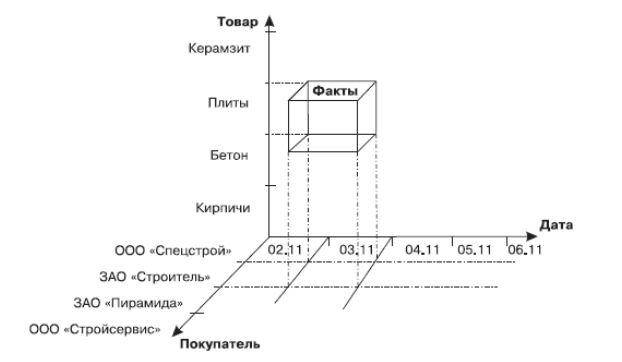 Товар
Керамзит
Факты
Плиты
Бетон
Кирпичи
Дата
ООО «Спецстрой» 02.11 03.11 04.11 05.11 06.11
ЗАО «Строитель»
ЗАО «Пирамида»
ООО «Стройсервис»
Покупатель